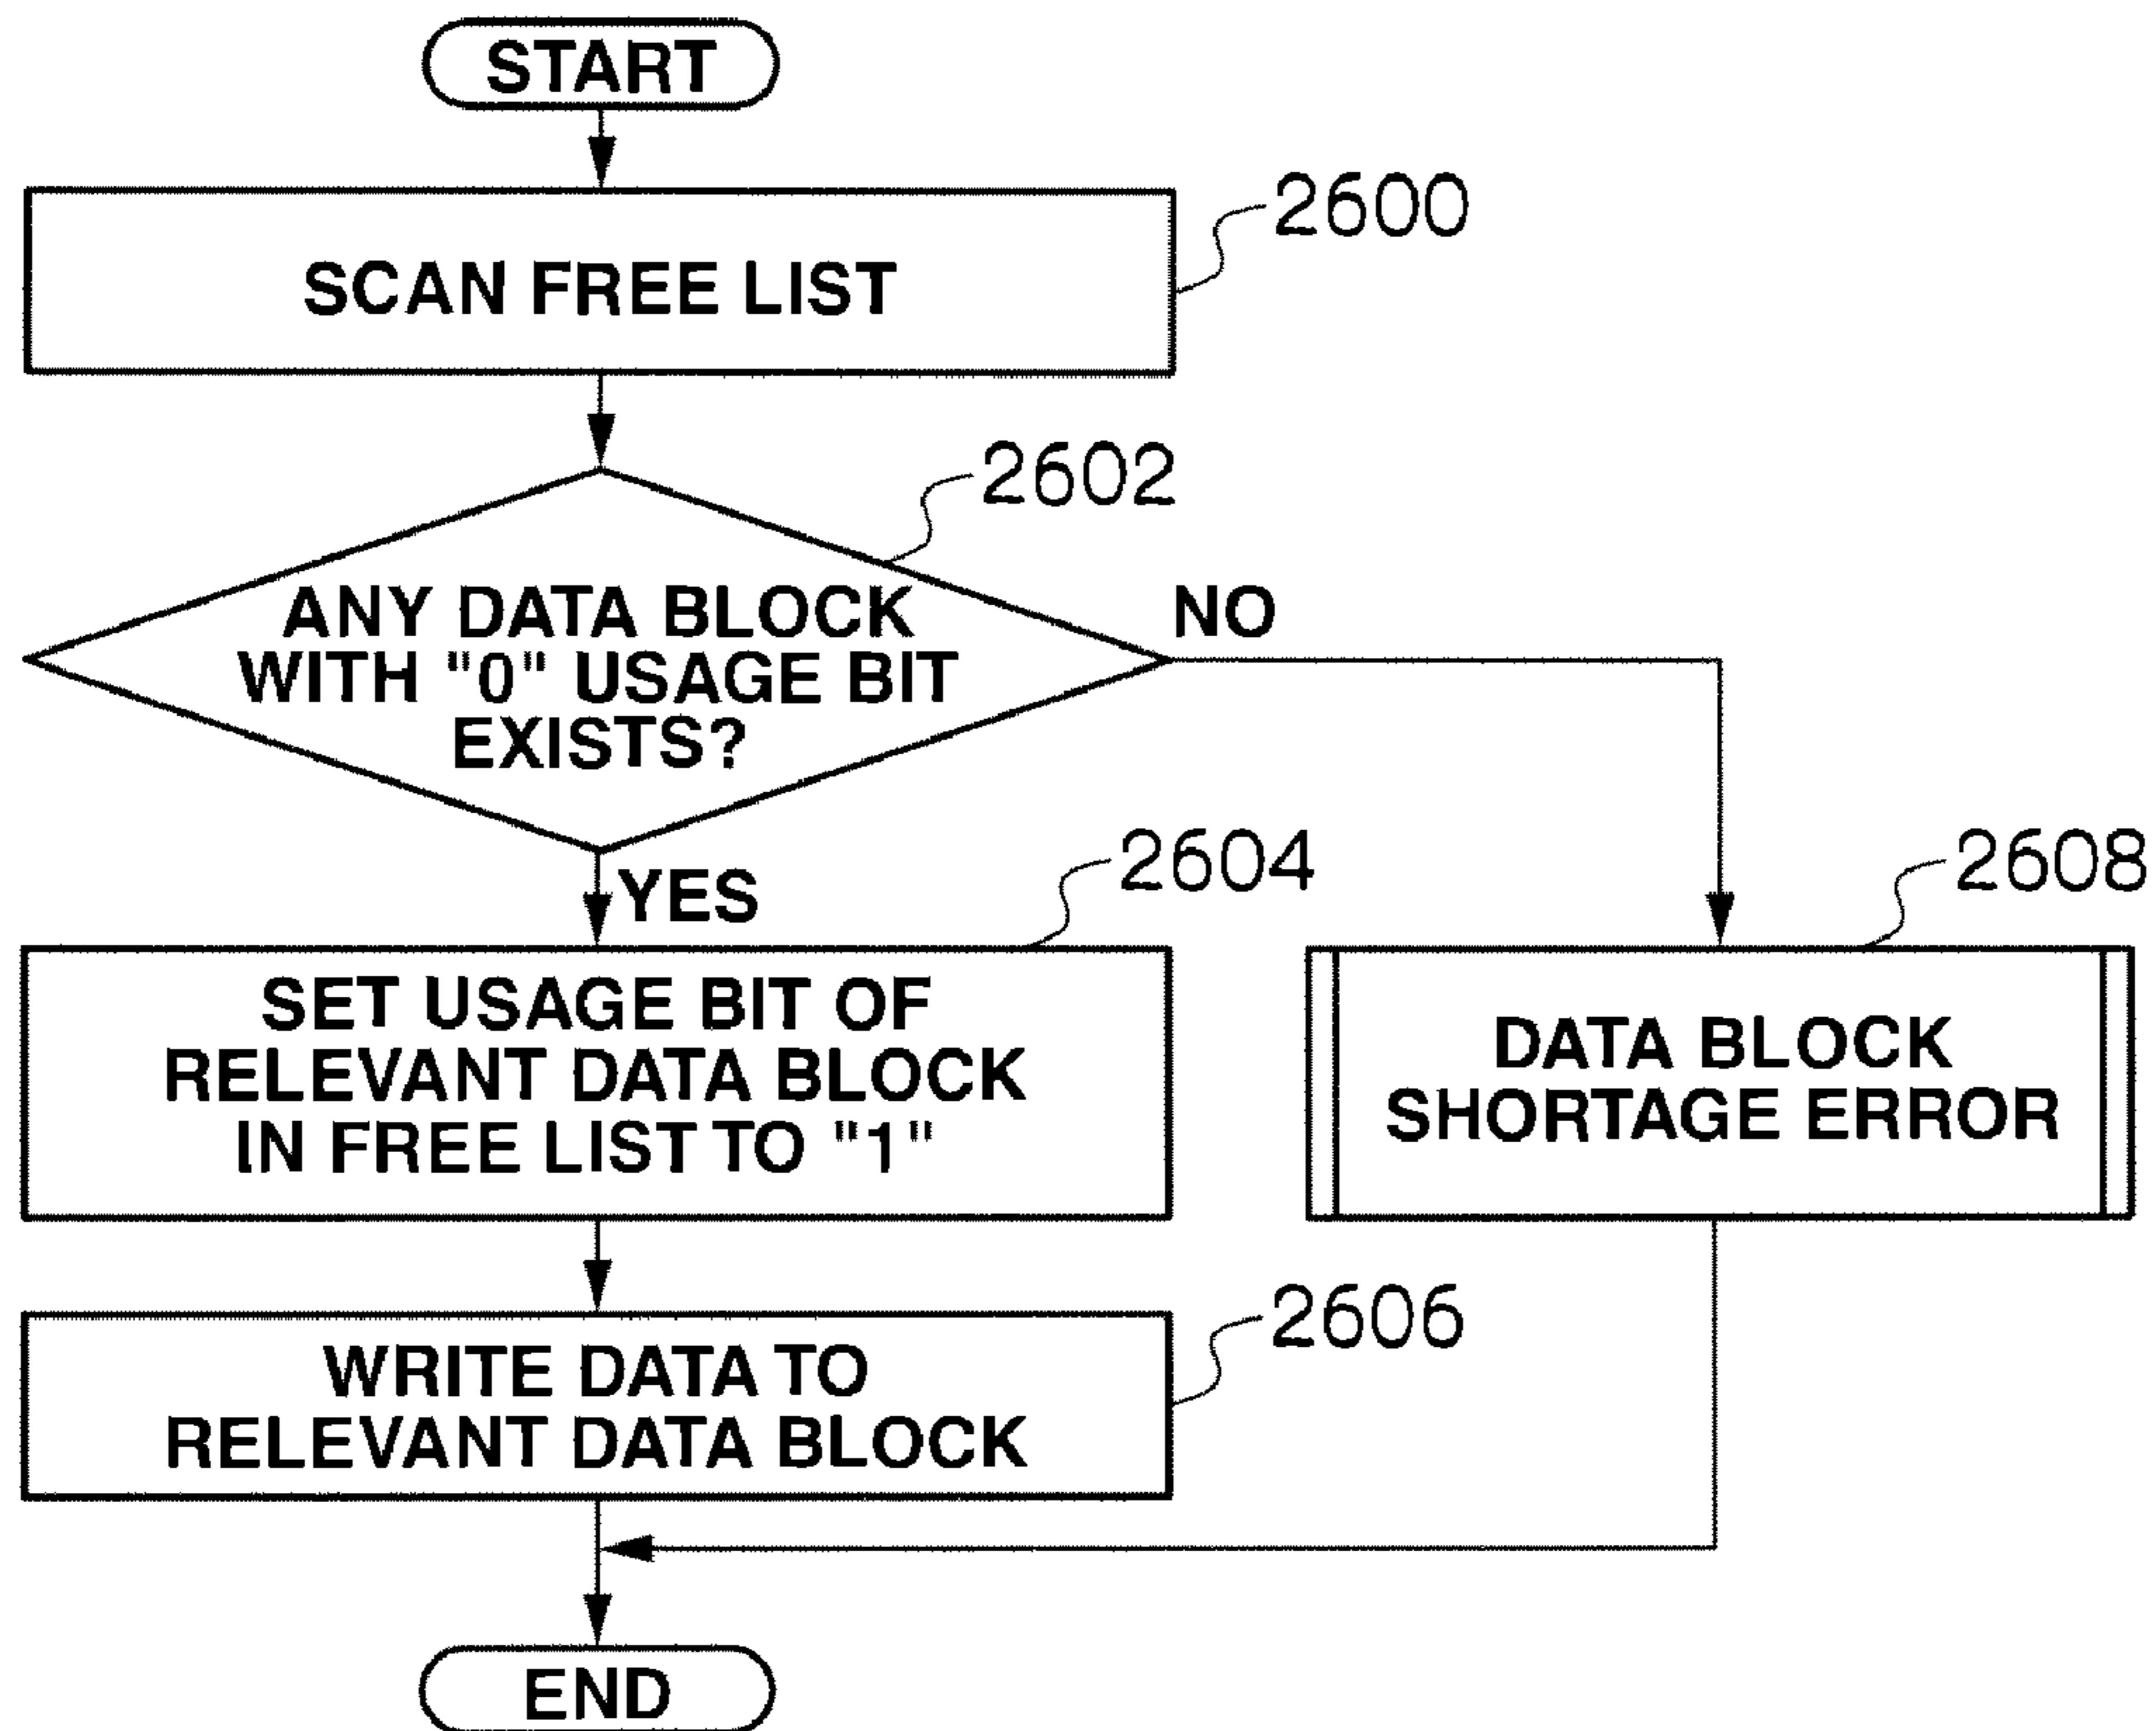 START
2600
SCAN FREE LIST
2602
ANY DATA BLOCK
WITH "0" USAGE BIT
EXISTS?
NO
YES
2604
SET USAGE BIT OF
RELEVANT DATA BLOCK
IN FREE LIST TO "1"
2608
DATA BLOCK
SHORTAGE ERROR
2606
WRITE DATA TO
RELEVANT DATA BLOCK
END